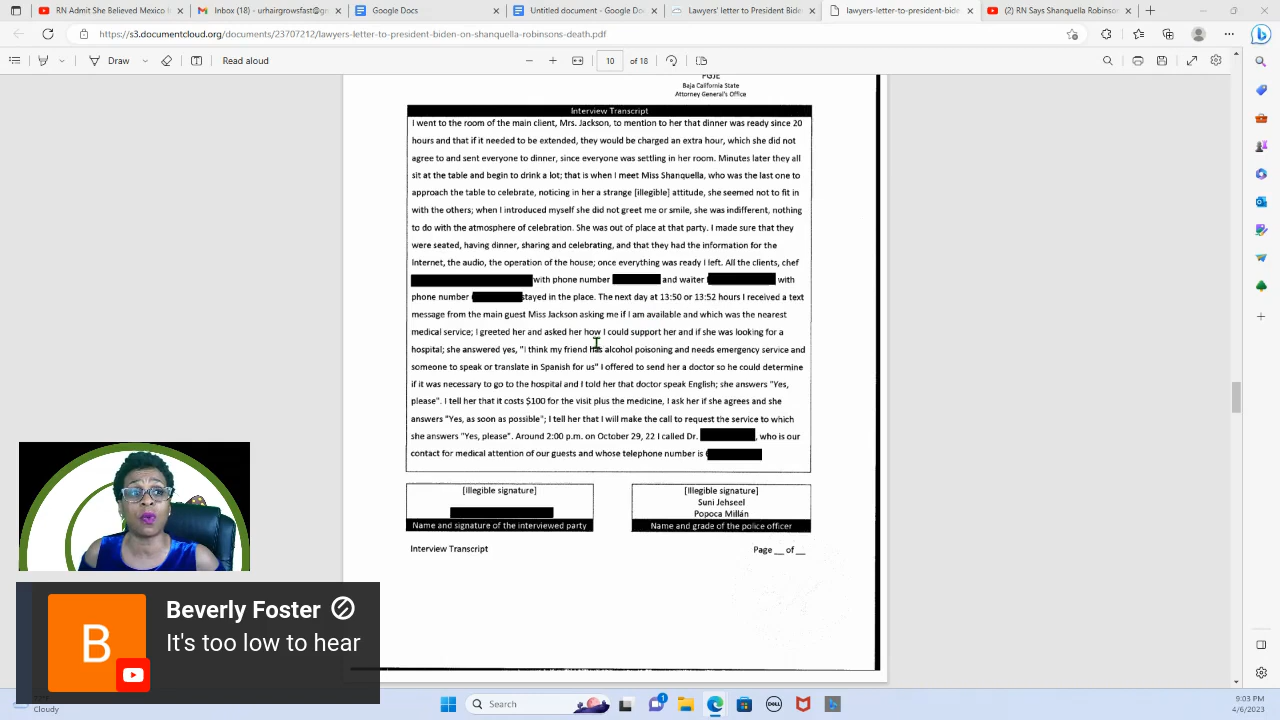 RN Admit She Believed Mexico S
(1) unhairgoingstasfan
Google Docs
Untitled document - Google Do
Lawyers' Letter to President Bid
lawyers-letter-to-president-bide
(2) RN Says Shanquella Robinson
https://s3.documentcloud.org/documents/23707212/lawyers-letter-to-president-biden-on-shanquella-robinsons-death.pdf
Draw
Read aloud
10
of 18
PGJE
Baja California State
Attorney General's Office
Interview Transcript
I went to the room of the main client, Mrs. Jackson, to mention to her that dinner was ready since 20
hours and that if it needed to be extended, they would be charged an extra hour, which she did not
agree to and sent everyone to dinner, since everyone was settling in her room. Minutes later they all
sit at the table and begin to drink a lot; that is when I meet Miss Shanquella, who was the last one to
approach the table to celebrate, noticing in her a strange [illegible] attitude, she seemed not to fit in
with the others; when I introduced myself she did not greet me or smile, she was indifferent, nothing
to do with the atmosphere of celebration. She was out of place at that party. I made sure that they
were seated, having dinner, sharing and celebrating, and that they had the information for the
Internet, the audio, the operation of the house; once everything was ready I left. All the clients, chef
with phone number and waiter with
phone number stayed in the place. The next day at 13:50 or 13:52 hours I received a text
message from the main guest Miss Jackson asking me if I am available and which was the nearest
medical service; I greeted her and asked her how I could support her and if she was looking for a
hospital; she answered yes, "I think my friend has alcohol poisoning and needs emergency service and
someone to speak or translate in Spanish for us" I offered to send her a doctor so he could determine
if it was necessary to go to the hospital and I told her that doctor speak English; she answers "Yes,
please". I tell her that it costs $100 for the visit plus the medicine, I ask her if she agrees and she
answers "Yes, as soon as possible"; I tell her that I will make the call to request the service to which
she answers "Yes, please". Around 2:00 p.m. on October 29, 22 I called Dr. , who is our
contact for medical attention of our guests and whose telephone number is
[illegible signature]
Name and signature of the interviewed party
[illegible signature]
Suni Jehseel
Popoca Millán
Name and grade of the police officer
Interview Transcript
Page __ of __
B
Beverly Foster
It's too low to hear
Cloudy
Search
1
DELL
9:03 PM
4/6/2023